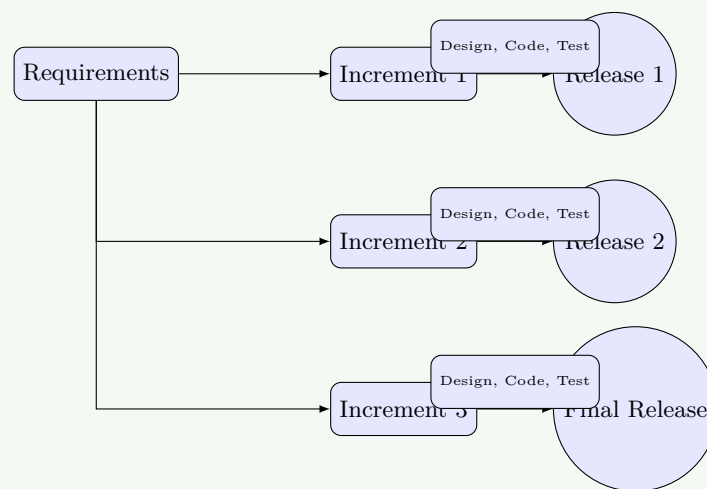 Design, Code, Test
Requirements
Increment 1
Release 1
Design, Code, Test
Increment 2
Release 2
Design, Code, Test
Increment 3
Final Release